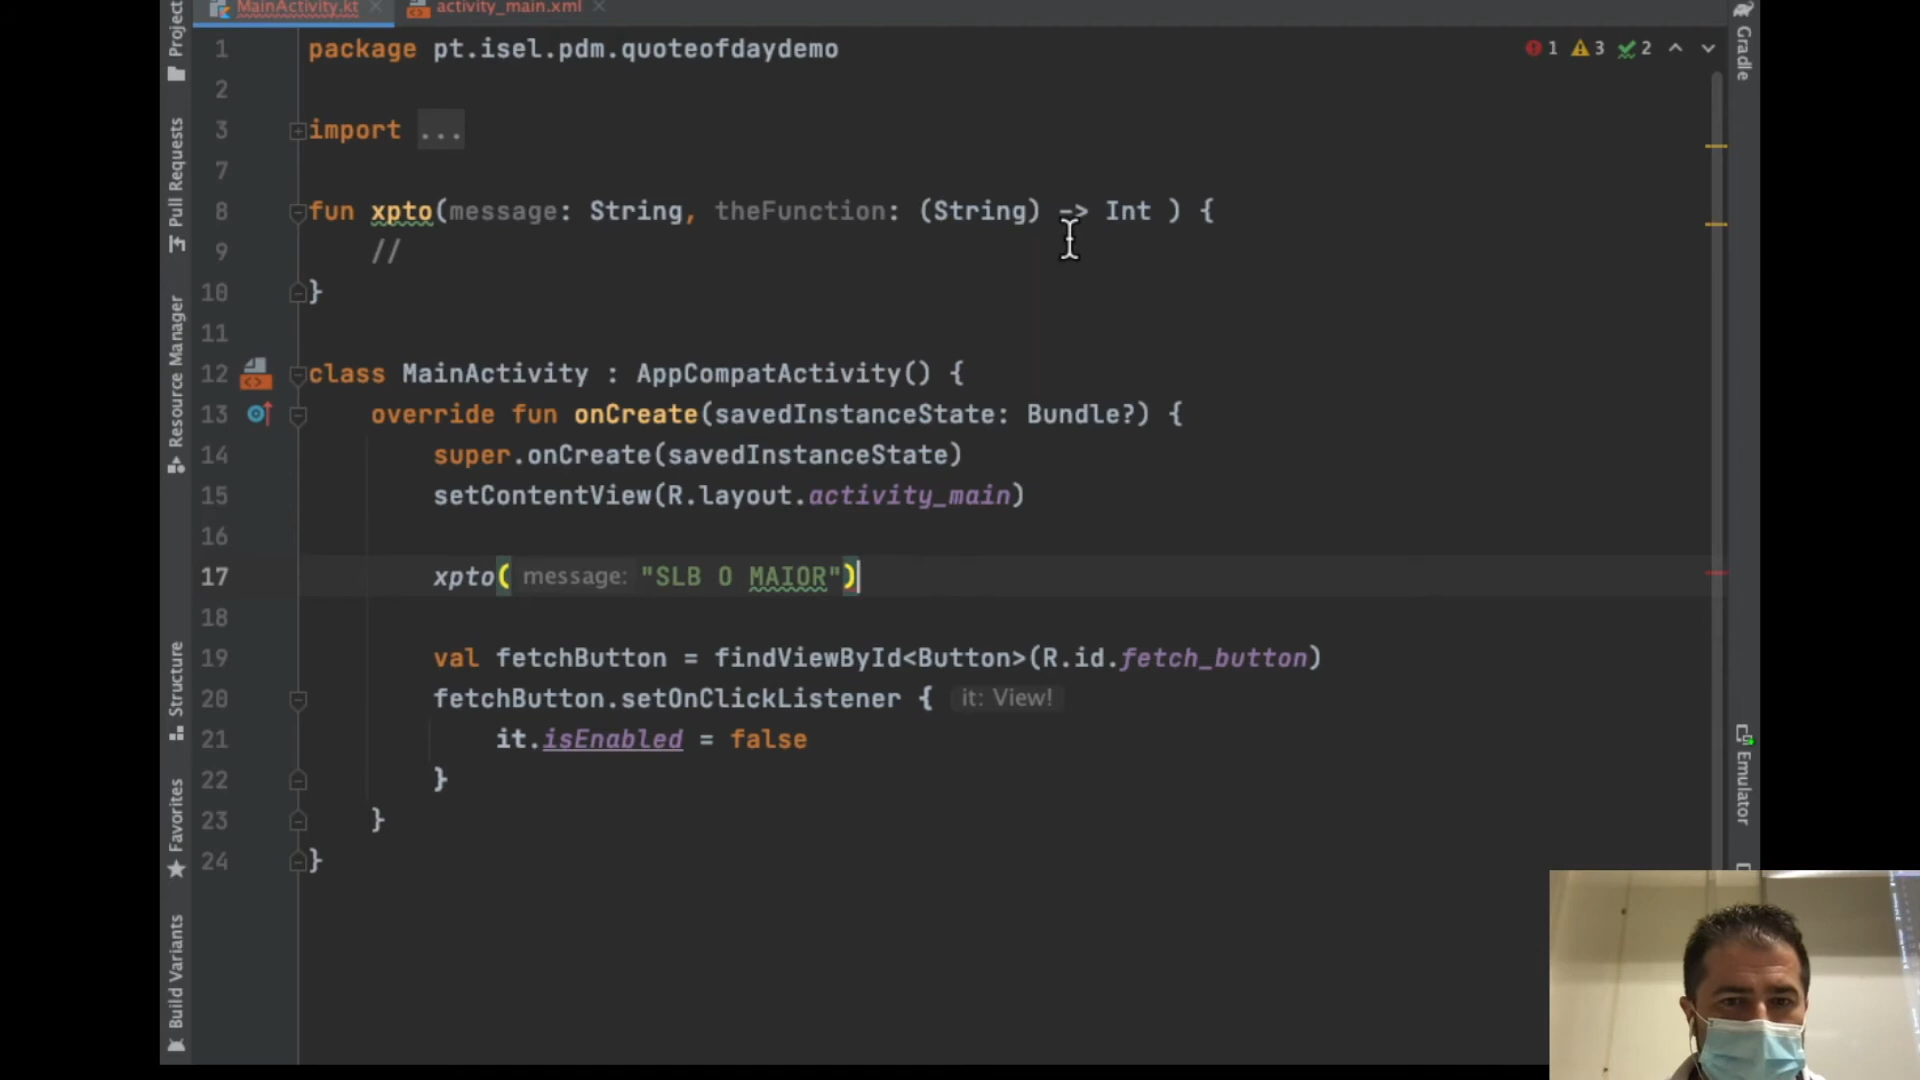 MainActivity.kt activity_main.xml
1 package pt.isel.pdm.quoteofdaydemo
1 3 2
2
3 import ...
7
8 fun xpto(message: String, theFunction: (String) -> Int ) {
9 //
10 }
11
12 class MainActivity : AppCompatActivity() {
13 override fun onCreate(savedInstanceState: Bundle?) {
14 super.onCreate(savedInstanceState)
15 setContentView(R.layout.activity_main)
16
17 xpto( message: "SLB O MAIOR")
18
19 val fetchButton = findViewById<Button>(R.id.fetch_button)
20 fetchButton.setOnClickListener { it: View!
21 it.isEnabled = false
22 }
23 }
24 }
Project
Pull Requests
Resource Manager
Structure
Favorites
Build Variants
Gradle
Emulator